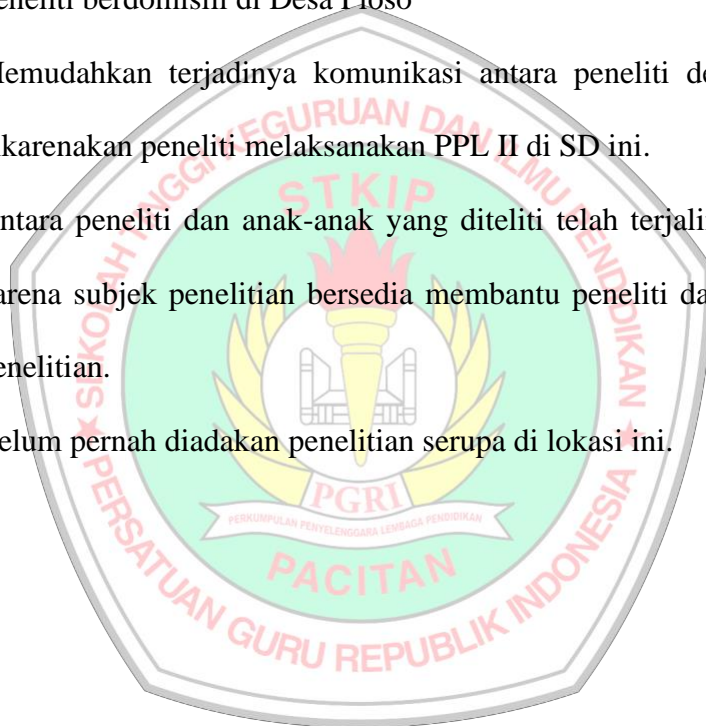 eneliti berdomisili di Desa Ploso
Memudahkan terjadinya komunikasi antara peneliti de
ikarenakan peneliti melaksanakan PPL II di SD ini.
ntara peneliti dan anak-anak yang diteliti telah terjali
arena subjek penelitian bersedia membantu peneliti da
enelitian.
elum pernah diadakan penelitian serupa di lokasi ini.
SEKOLAH TINGGI KEGURUAN DAN ILMU PENDIDIKAN
STKIP
PGRI
PERKUMPULAN PENYELENGGARA LEMBAGA PENDIDIKAN
PACITAN
PERSATUAN GURU REPUBLIK INDONESIA